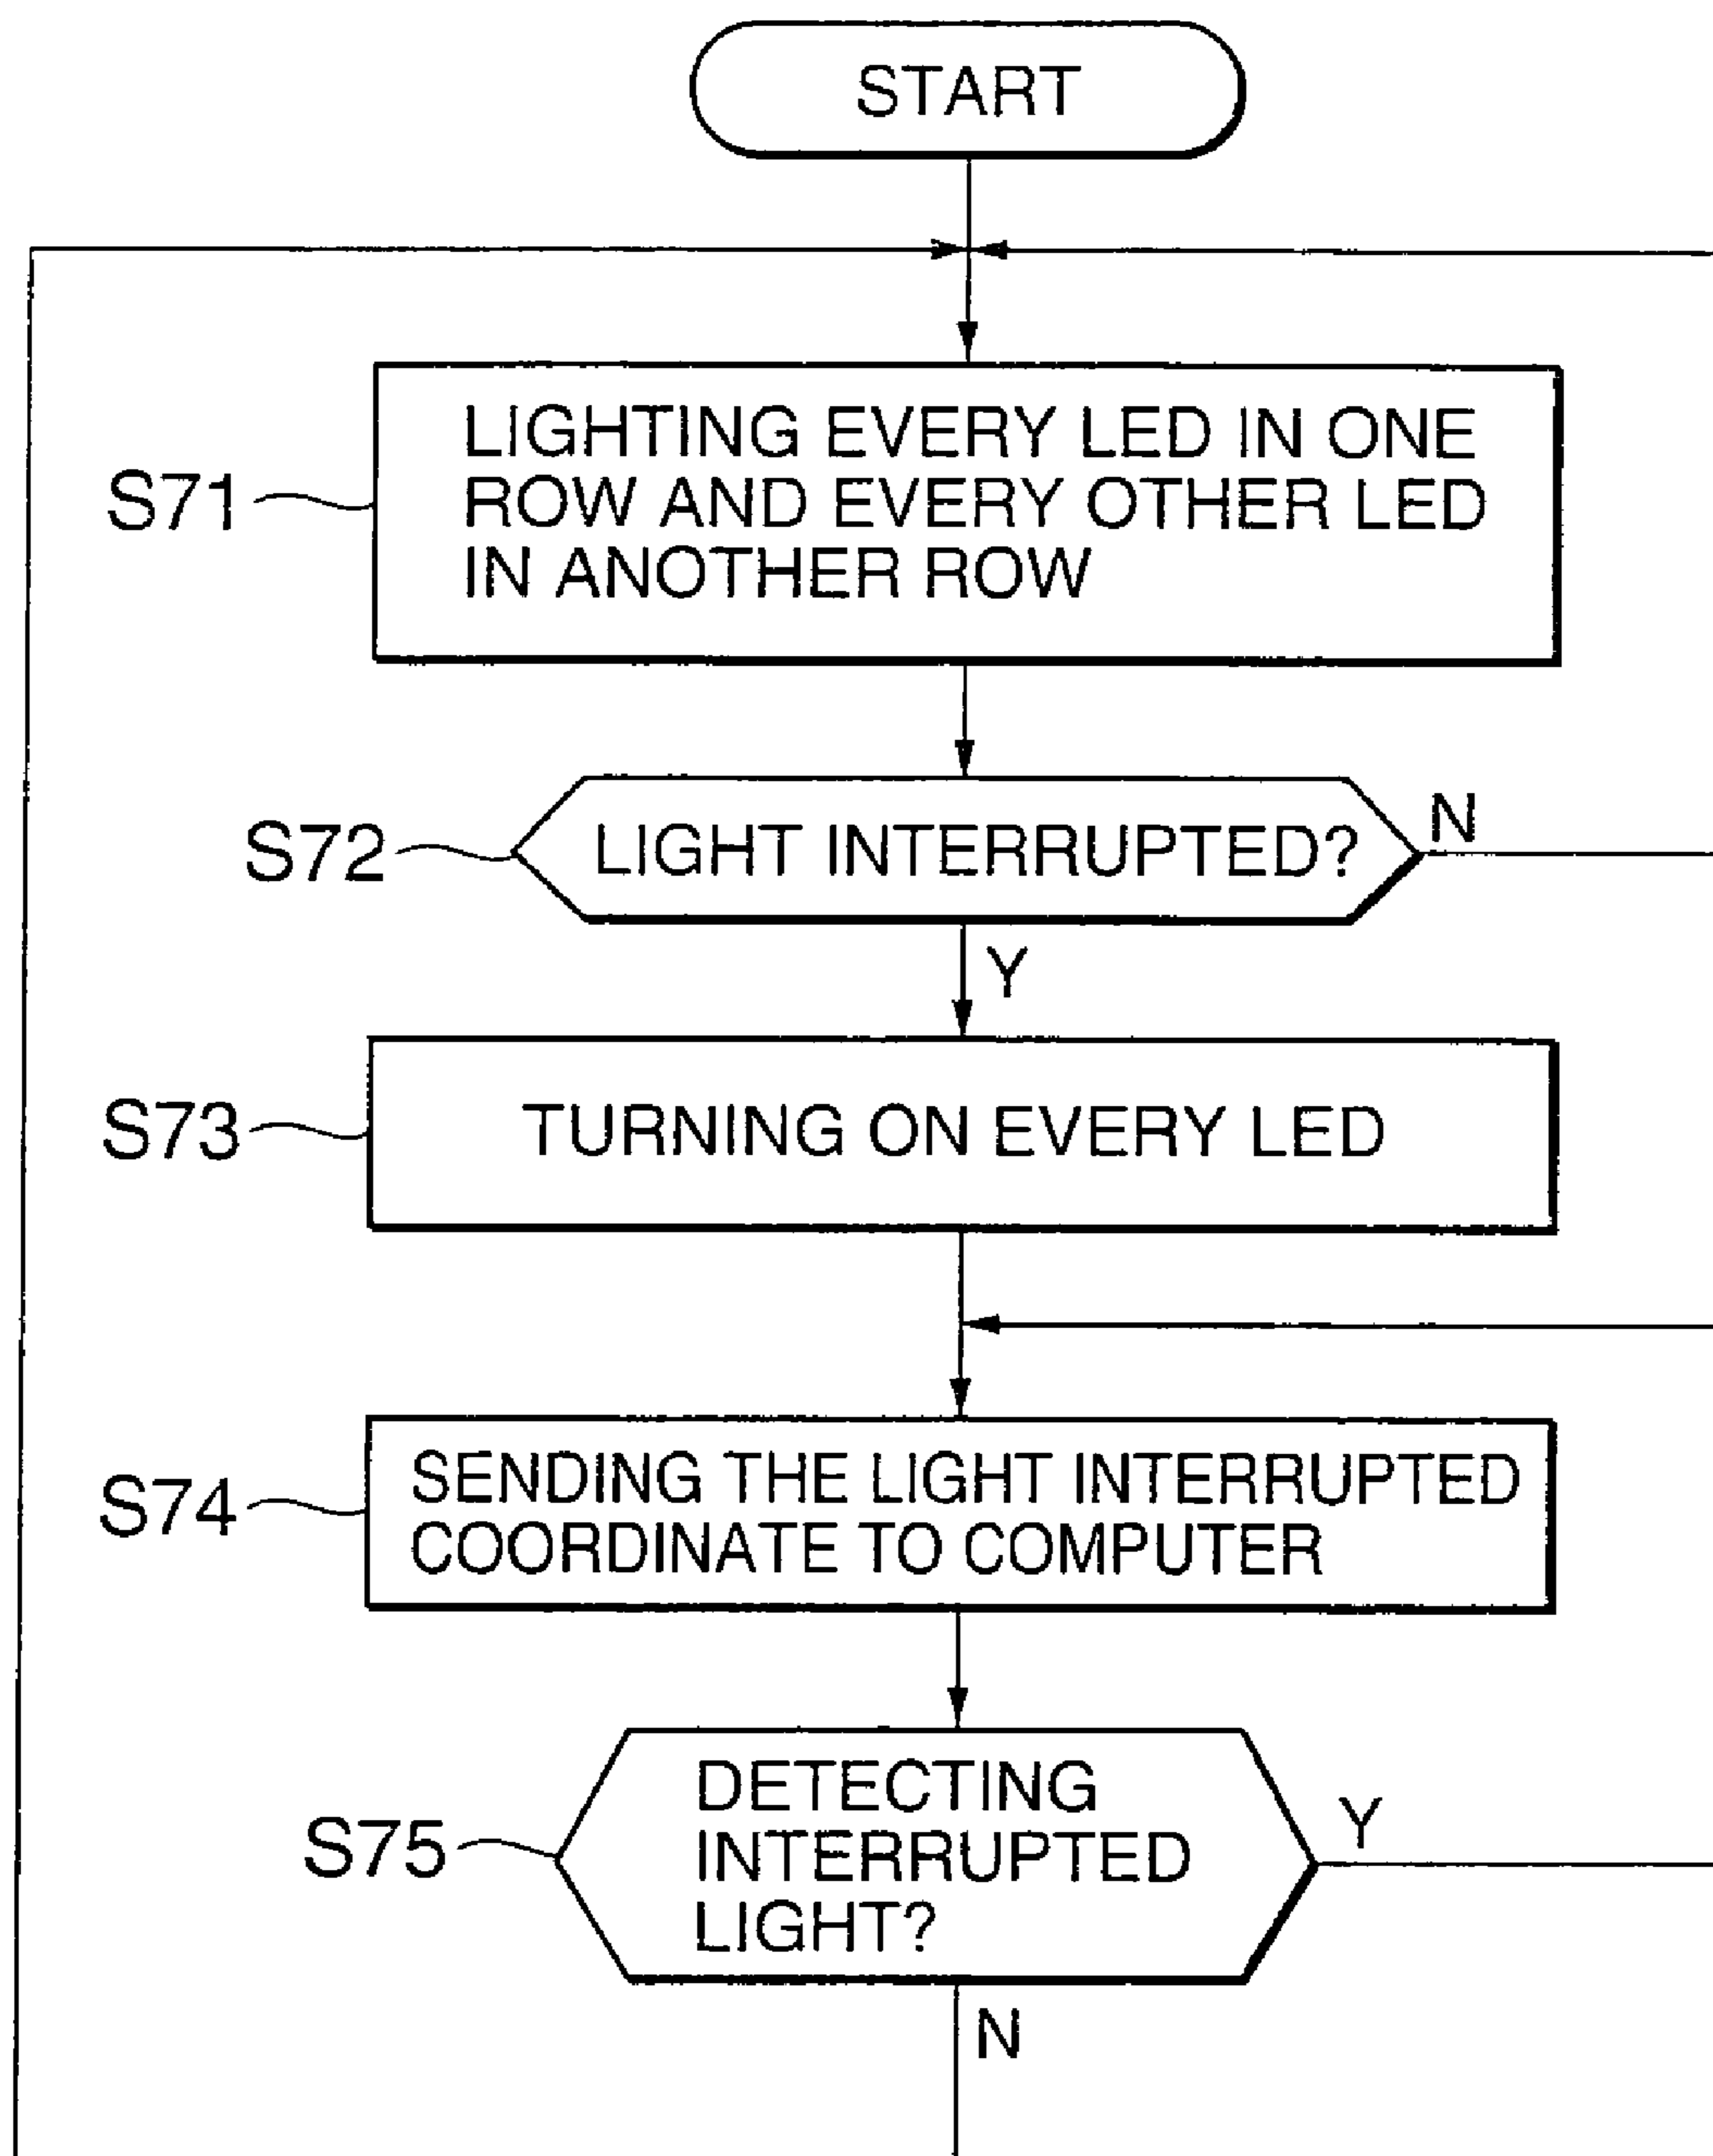 START
S71
LIGHTING EVERY LED IN ONE
ROW AND EVERY OTHER LED
IN ANOTHER ROW
S72
LIGHT INTERRUPTED?
N
Y
S73
TURNING ON EVERY LED
S74
SENDING THE LIGHT INTERRUPTED
COORDINATE TO COMPUTER
S75
DETECTING
INTERRUPTED
LIGHT?
Y
N